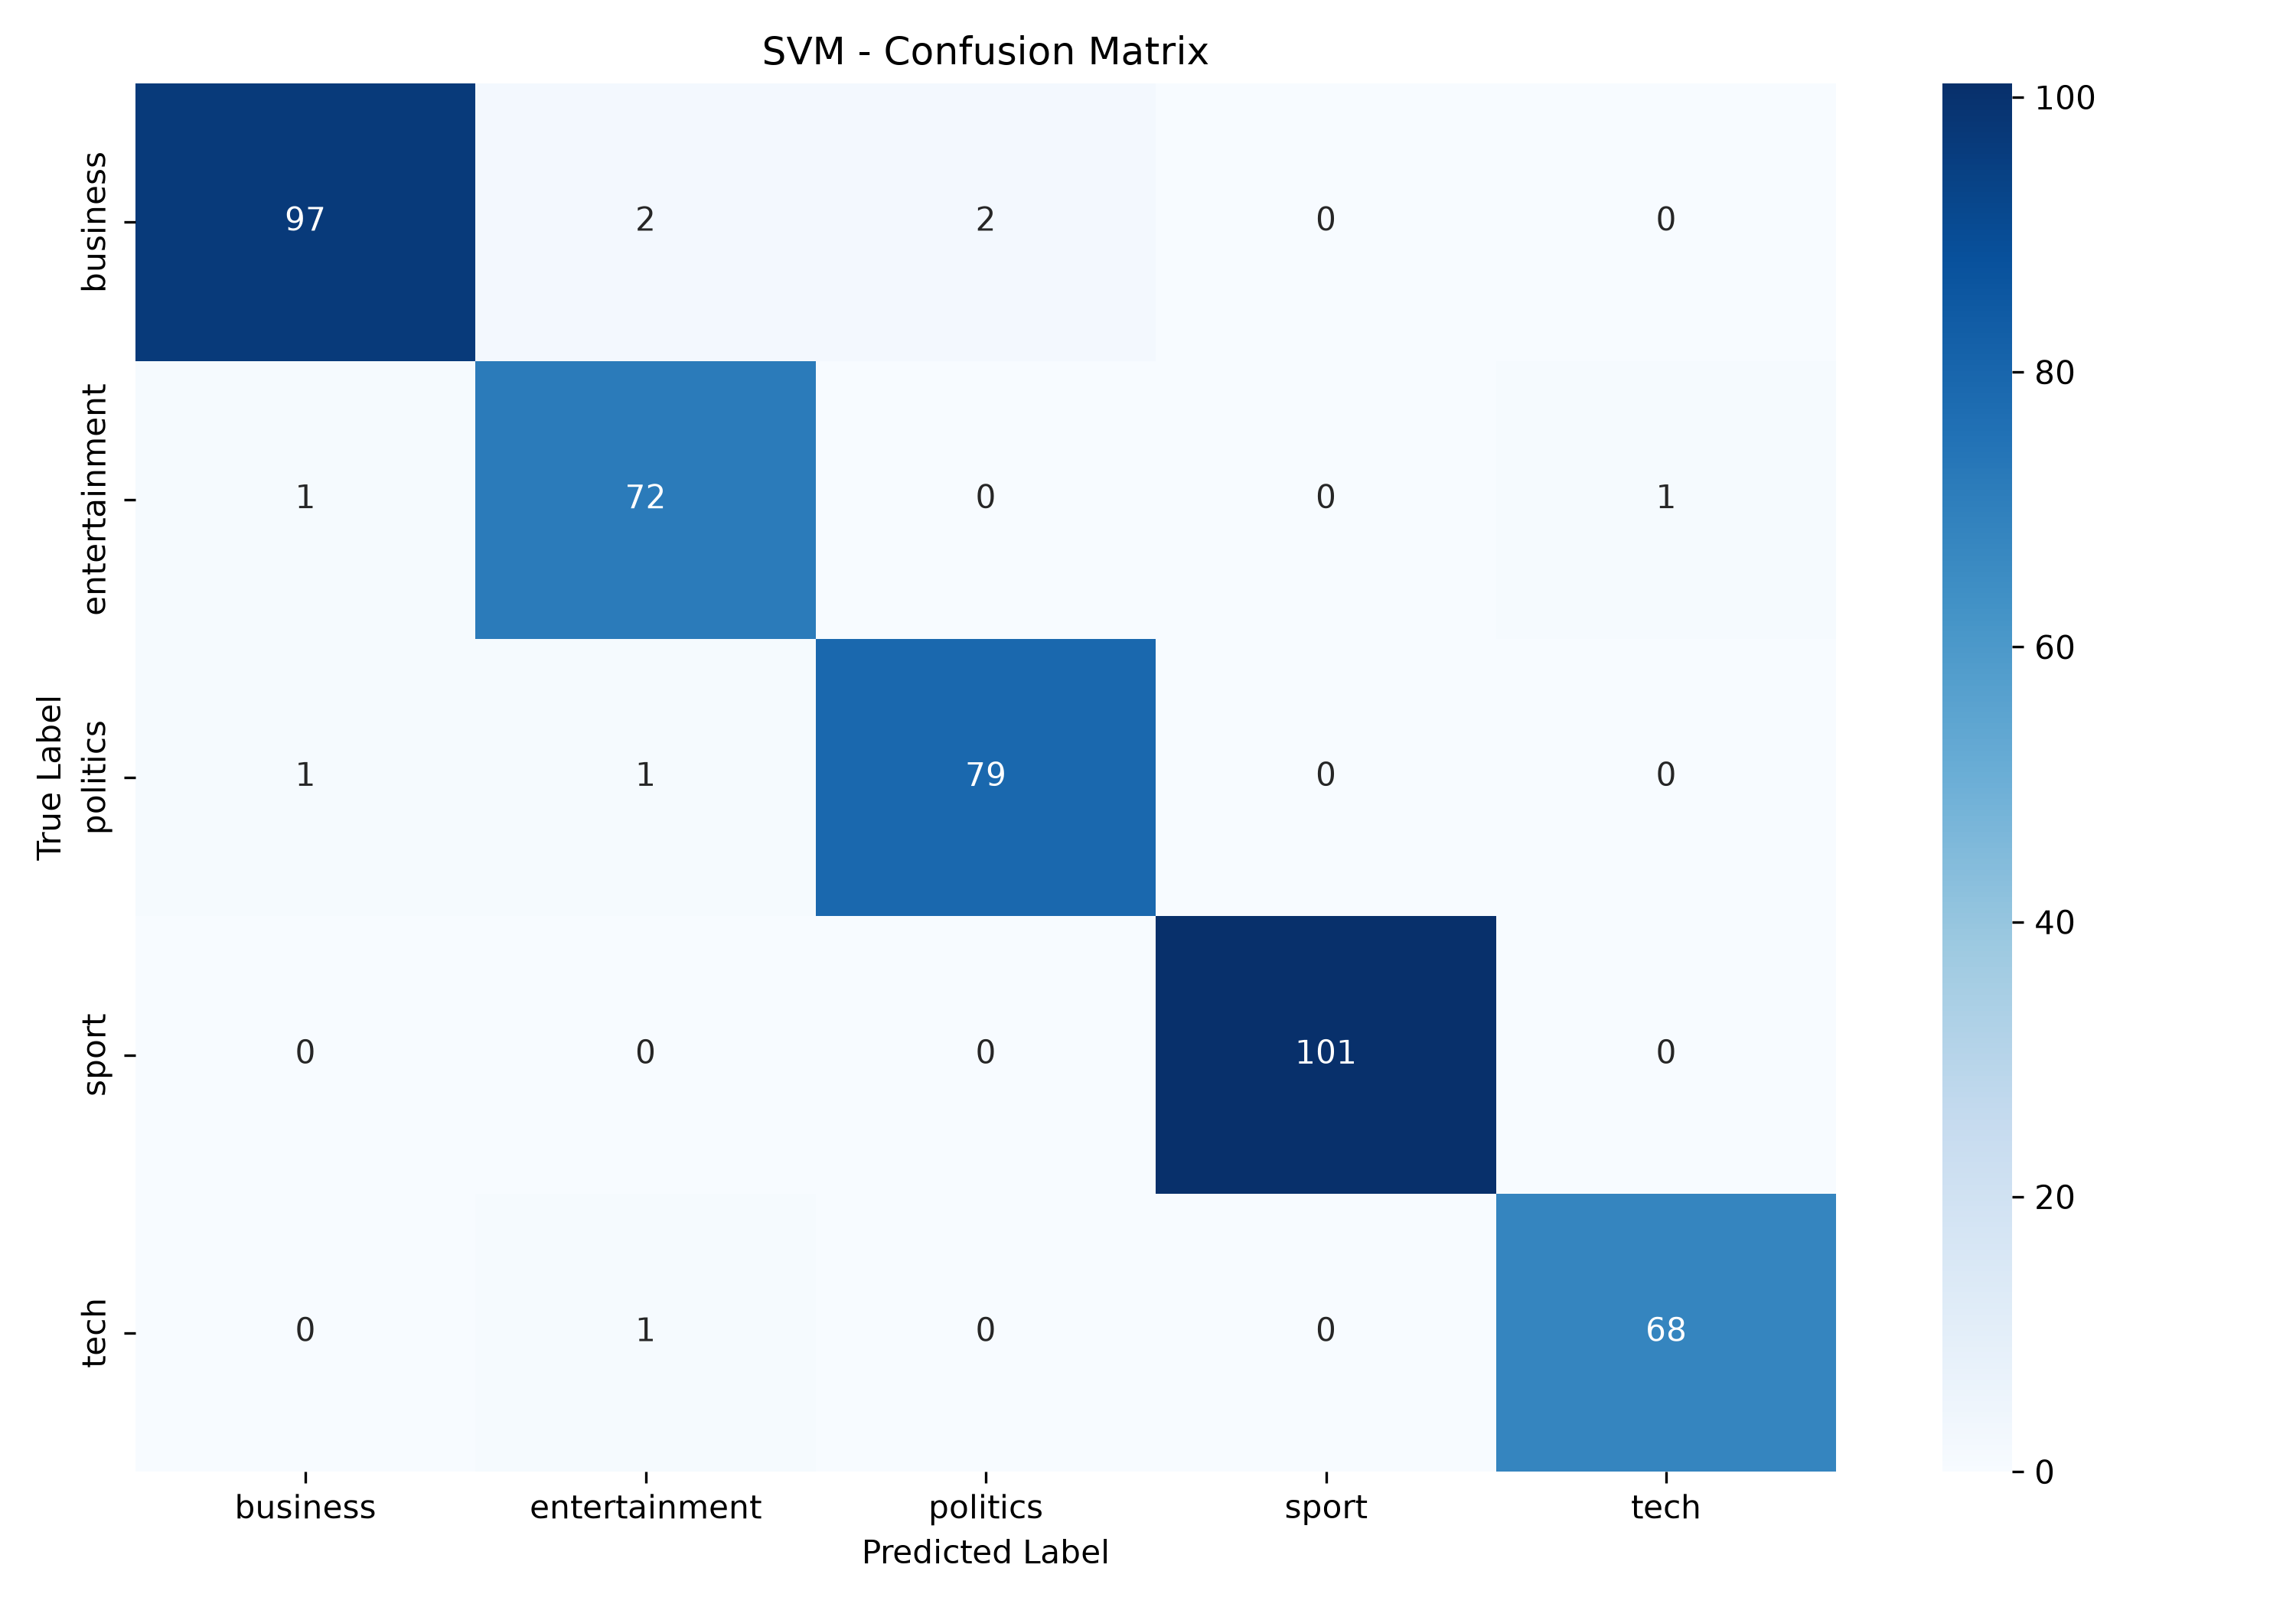 SVM - Confusion Matrix
True Label
business
97 2 2 0 0
entertainment
1 72 0 0 1
politics
1 1 79 0 0
sport
0 0 0 101 0
tech
0 1 0 0 68
business entertainment politics sport tech
Predicted Label
100
80
60
40
20
0